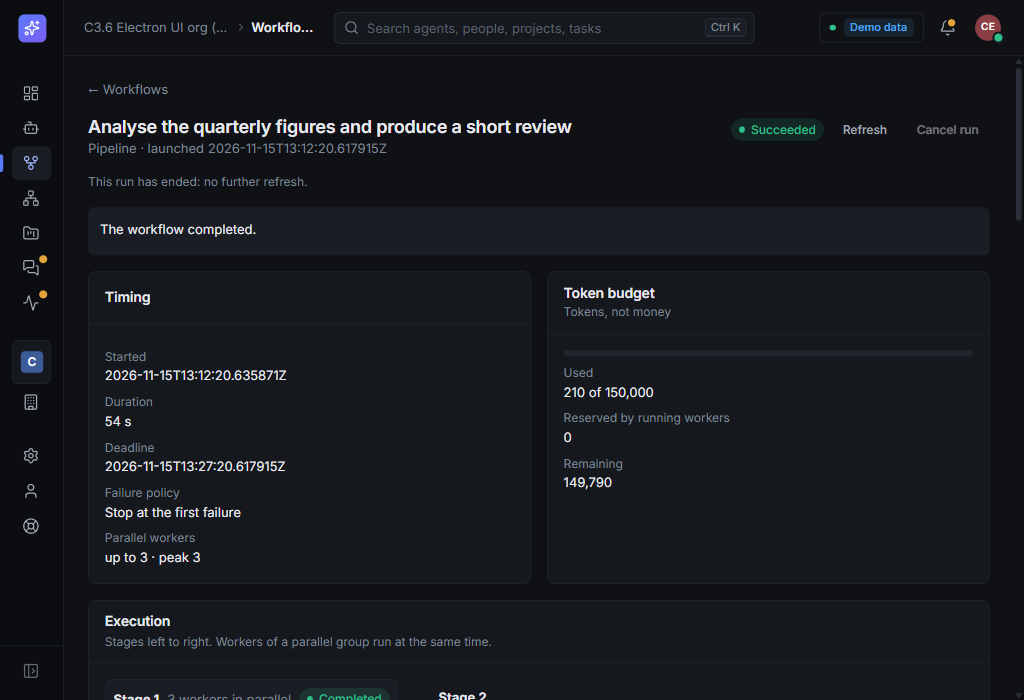 C3.6 Electron UI org (... › Workflo...
Search agents, people, projects, tasks
Ctrl K
Demo data
CE
← Workflows
Analyse the quarterly figures and produce a short review
Pipeline · launched 2026-11-15T13:12:20.617915Z
Succeeded
Refresh
Cancel run
This run has ended: no further refresh.
The workflow completed.
Timing
Started
2026-11-15T13:12:20.635871Z
Duration
54 s
Deadline
2026-11-15T13:27:20.617915Z
Failure policy
Stop at the first failure
Parallel workers
up to 3 · peak 3
Token budget
Tokens, not money
Used
210 of 150,000
Reserved by running workers
0
Remaining
149,790
C
Execution
Stages left to right. Workers of a parallel group run at the same time.
Stage 1 3 workers in parallel Completed
Stage 2